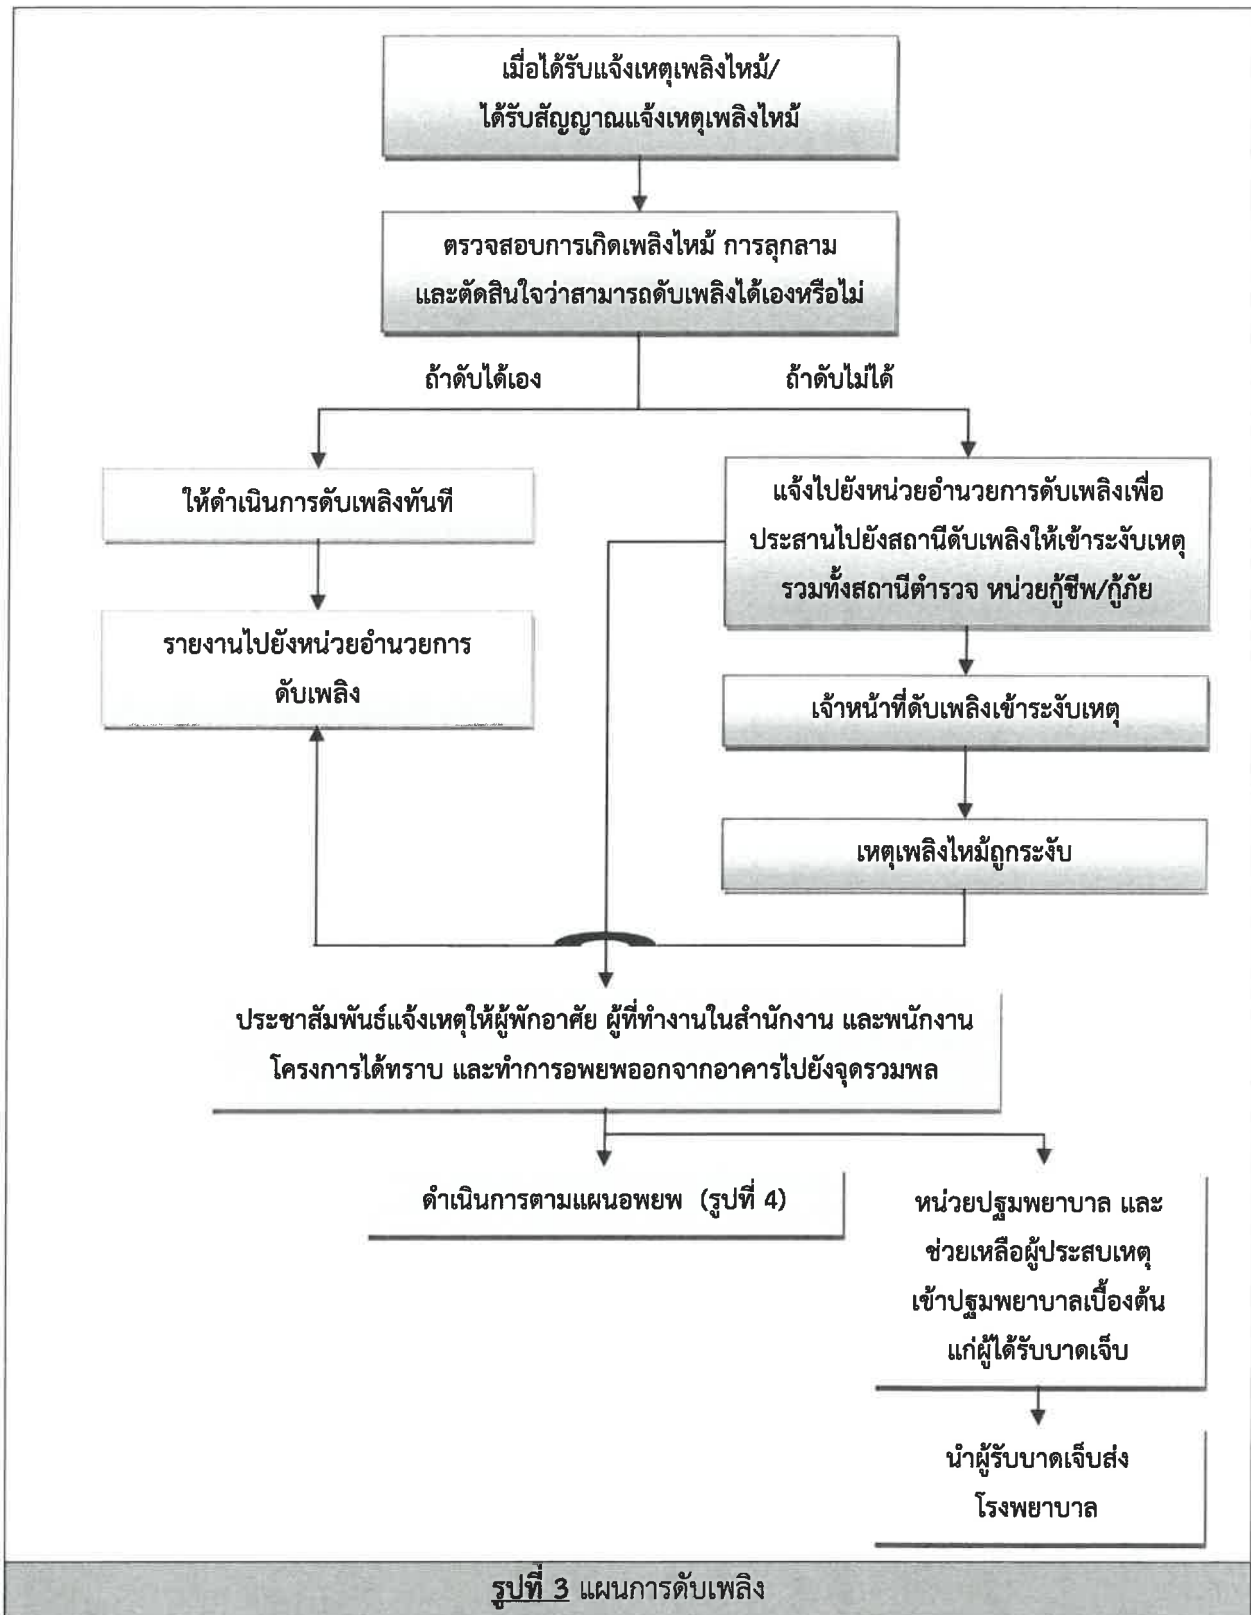 เมื่อได้รับแจ้งเหตุเพลิงไหม้/
ได้รับสัญญาณแจ้งเหตุเพลิงไหม้
ตรวจสอบการเกิดเพลิงไหม้ การลุกลาม
และตัดสินใจว่าสามารถดับเพลิงได้เองหรือไม่
ถ้าดับได้เอง
ถ้าดับไม่ได้
ให้ดำเนินการดับเพลิงทันที
รายงานไปยังหน่วยอำนวยการ
ดับเพลิง
แจ้งไปยังหน่วยอำนวยการดับเพลิงเพื่อ
ประสานไปยังสถานีดับเพลิงให้เข้าระงับเหตุ
รวมทั้งสถานีตำรวจ หน่วยกู้ชีพ/กู้ภัย
เจ้าหน้าที่ดับเพลิงเข้าระงับเหตุ
เหตุเพลิงไหม้ถูกระงับ
ประชาสัมพันธ์แจ้งเหตุให้ผู้พักอาศัย ผู้ที่ทำงานในสำนักงาน และพนักงาน
โครงการได้ทราบ และทำการอพยพออกจากอาคารไปยังจุดรวมพล
ดำเนินการตามแผนอพยพ (รูปที่ 4)
หน่วยปฐมพยาบาล และ
ช่วยเหลือผู้ประสบเหตุ
เข้าปฐมพยาบาลเบื้องต้น
แก่ผู้ได้รับบาดเจ็บ
นำผู้รับบาดเจ็บส่ง
โรงพยาบาล
รูปที่ 3 แผนการดับเพลิง